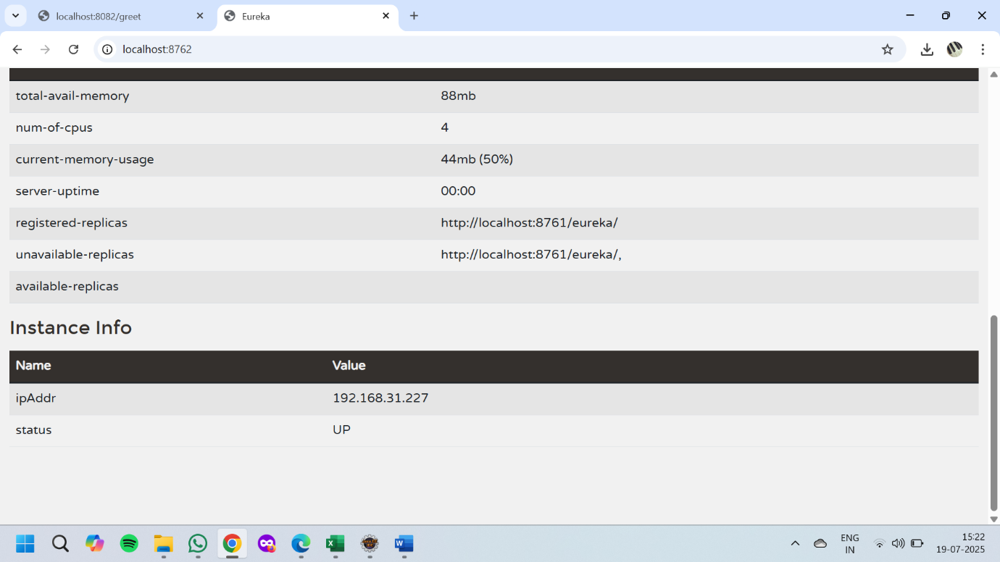 localhost:8082/greet
Eureka
localhost:8762
total-avail-memory 88mb
num-of-cpus 4
current-memory-usage 44mb (50%)
server-uptime 00:00
registered-replicas http://localhost:8761/eureka/
unavailable-replicas http://localhost:8761/eureka/,
available-replicas
Instance Info
Name Value
ipAddr 192.168.31.227
status UP
ENG
IN
15:22
19-07-2025